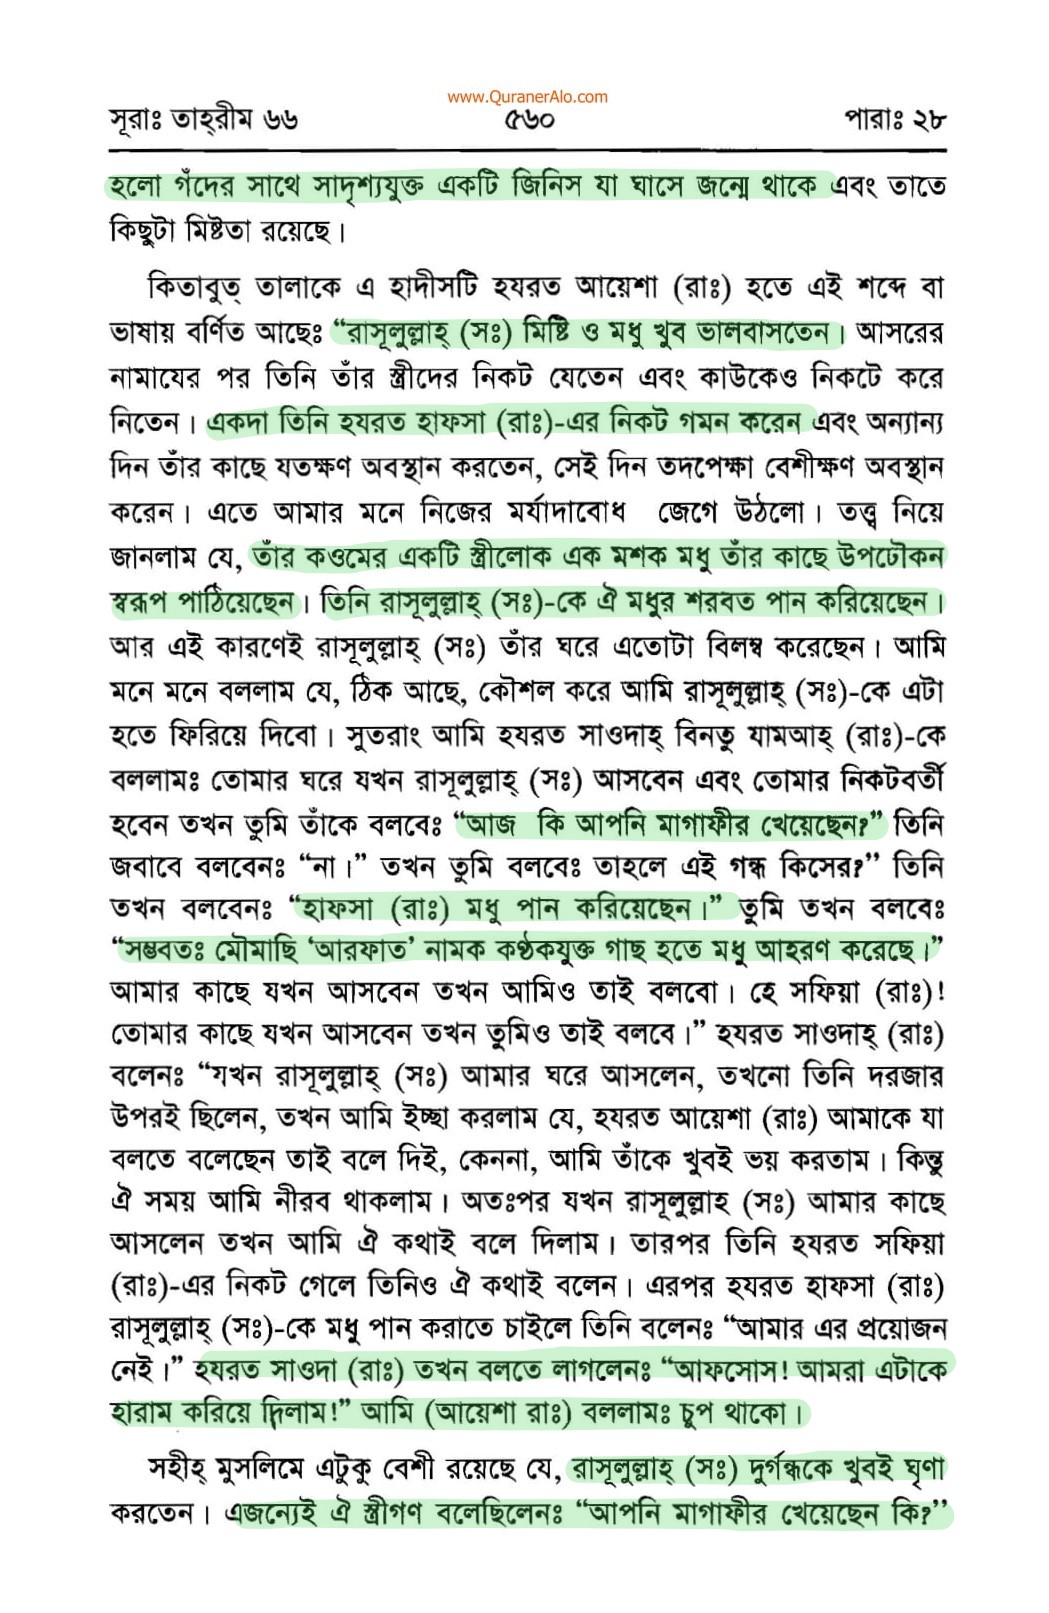 www.QuranerAlo.com
সূরাঃ তাহ্‌রীম ৬৬ ৫৬০ পারাঃ ২৮
হলো গঁদের সাথে সাদৃশ্যযুক্ত একটি জিনিস যা ঘাসে জন্মে থাকে এবং তাতে
কিছুটা মিষ্টতা রয়েছে।
কিতাবুত্ তালাকে এ হাদীসটি হযরত আয়েশা (রাঃ) হতে এই শব্দে বা
ভাষায় বর্ণিত আছেঃ “রাসূলুল্লাহ্ (সঃ) মিষ্টি ও মধু খুব ভালবাসতেন। আসরের
নামাযের পর তিনি তাঁর স্ত্রীদের নিকট যেতেন এবং কাউকেও নিকটে করে
নিতেন। একদা তিনি হযরত হাফসা (রাঃ)-এর নিকট গমন করেন এবং অন্যান্য
দিন তাঁর কাছে যতক্ষণ অবস্থান করতেন, সেই দিন তদপেক্ষা বেশীক্ষণ অবস্থান
করেন। এতে আমার মনে নিজের মর্যাদাবোধ জেগে উঠলো। তত্ত্ব নিয়ে
জানলাম যে, তাঁর কওমের একটি স্ত্রীলোক এক মশক মধু তাঁর কাছে উপঢৌকন
স্বরূপ পাঠিয়েছেন। তিনি রাসূলুল্লাহ্ (সঃ)-কে ঐ মধুর শরবত পান করিয়েছেন।
আর এই কারণেই রাসূলুল্লাহ্ (সঃ) তাঁর ঘরে এতোটা বিলম্ব করেছেন। আমি
মনে মনে বললাম যে, ঠিক আছে, কৌশল করে আমি রাসূলুল্লাহ্ (সঃ)-কে এটা
হতে ফিরিয়ে দিবো। সুতরাং আমি হযরত সাওদাহ্ বিনতু যামআহ্ (রাঃ)-কে
বললামঃ তোমার ঘরে যখন রাসূলুল্লাহ্ (সঃ) আসবেন এবং তোমার নিকটবর্তী
হবেন তখন তুমি তাঁকে বলবেঃ “আজ কি আপনি মাগাফীর খেয়েছেন?” তিনি
জবাবে বলবেনঃ “না।” তখন তুমি বলবেঃ তাহলে এই গন্ধ কিসের?” তিনি
তখন বলবেনঃ “হাফসা (রাঃ) মধু পান করিয়েছেন।” তুমি তখন বলবেঃ
“সম্ভবতঃ মৌমাছি ‘আরফাত’ নামক কণ্ঠকযুক্ত গাছ হতে মধু আহরণ করেছে।”
আমার কাছে যখন আসবেন তখন আমিও তাই বলবো। হে সফিয়া (রাঃ)!
তোমার কাছে যখন আসবেন তখন তুমিও তাই বলবে।” হযরত সাওদাহ্ (রাঃ)
বলেনঃ “যখন রাসূলুল্লাহ্ (সঃ) আমার ঘরে আসলেন, তখনো তিনি দরজার
উপরই ছিলেন, তখন আমি ইচ্ছা করলাম যে, হযরত আয়েশা (রাঃ) আমাকে যা
বলতে বলেছেন তাই বলে দিই, কেননা, আমি তাঁকে খুবই ভয় করতাম। কিন্তু
ঐ সময় আমি নীরব থাকলাম। অতঃপর যখন রাসূলুল্লাহ (সঃ) আমার কাছে
আসলেন তখন আমি ঐ কথাই বলে দিলাম। তারপর তিনি হযরত সফিয়া
(রাঃ)-এর নিকট গেলে তিনিও ঐ কথাই বলেন। এরপর হযরত হাফসা (রাঃ)
রাসূলুল্লাহ্ (সঃ)-কে মধু পান করাতে চাইলে তিনি বলেনঃ “আমার এর প্রয়োজন
নেই।” হযরত সাওদা (রাঃ) তখন বলতে লাগলেনঃ “আফসোস! আমরা এটাকে
হারাম করিয়ে দিলাম!” আমি (আয়েশা রাঃ) বললামঃ চুপ থাকো।
সহীহ্ মুসলিমে এটুকু বেশী রয়েছে যে, রাসূলুল্লাহ্ (সঃ) দুর্গন্ধকে খুবই ঘৃণা
করতেন। এজন্যেই ঐ স্ত্রীগণ বলেছিলেনঃ “আপনি মাগাফীর খেয়েছেন কি?”